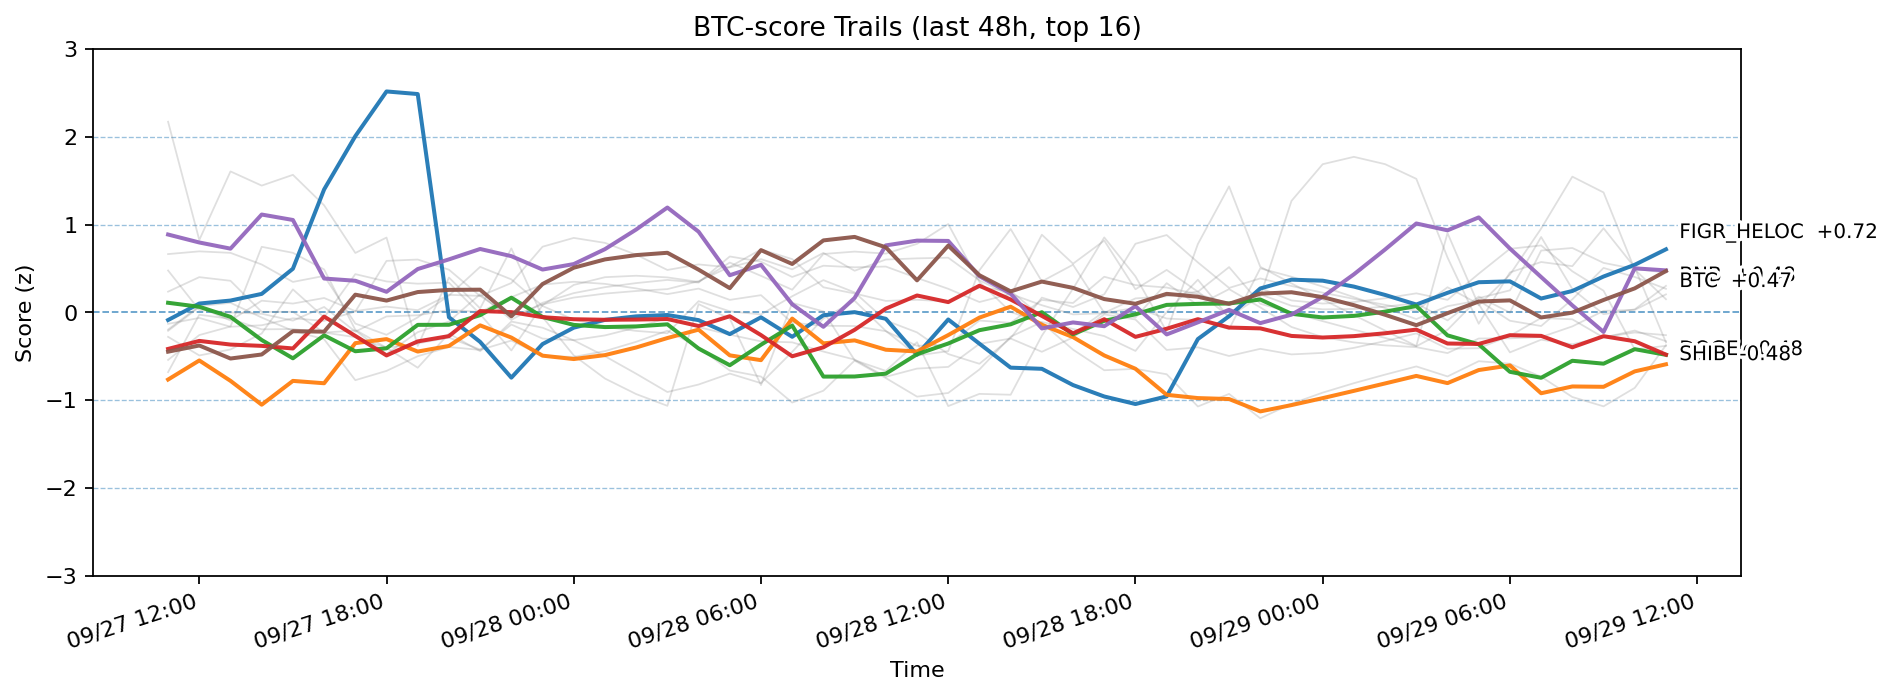 BTC-score Trails (last 48h, top 16)
Score (z)
3
2
1
0
−1
−2
−3
FIGR_HELOC +0.72
BTC +0.47
SHIB -0.48
09/27 12:00
09/27 18:00
09/28 00:00
09/28 06:00
09/28 12:00
09/28 18:00
09/29 00:00
09/29 06:00
09/29 12:00
Time